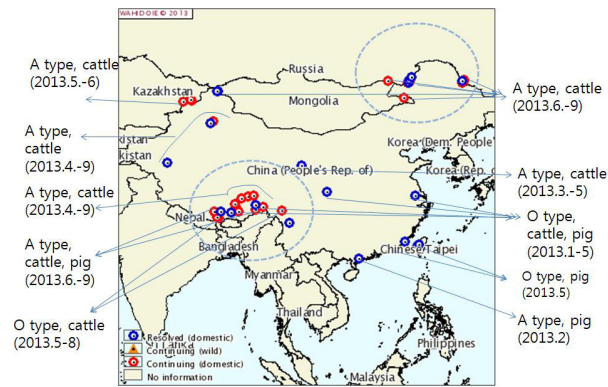 WAHID(OIE) © 2013
Russia
Kazakhstan
Mongolia
Korea (Dem. People'
China (People's Rep. of)
Korea (Rep.
kistan
Nepal
Bangladesh
Myanmar
Chinese Taipei
Thailand
Philippines
Malaysia
Resolved (domestic)
Continuing (wild)
Continuing (domestic)
No information
A type, cattle
(2013.5.-6)
A type,
cattle
(2013.4.-9)
A type, cattle
(2013.4.-9)
A type,
cattle, pig
(2013.6.-9)
O type, cattle
(2013.5-8)
A type, cattle
(2013.6.-9)
A type, cattle
(2013.3.-5)
O type,
cattle, pig
(2013.1-5)
O type, pig
(2013.5)
A type, pig
(2013.2)